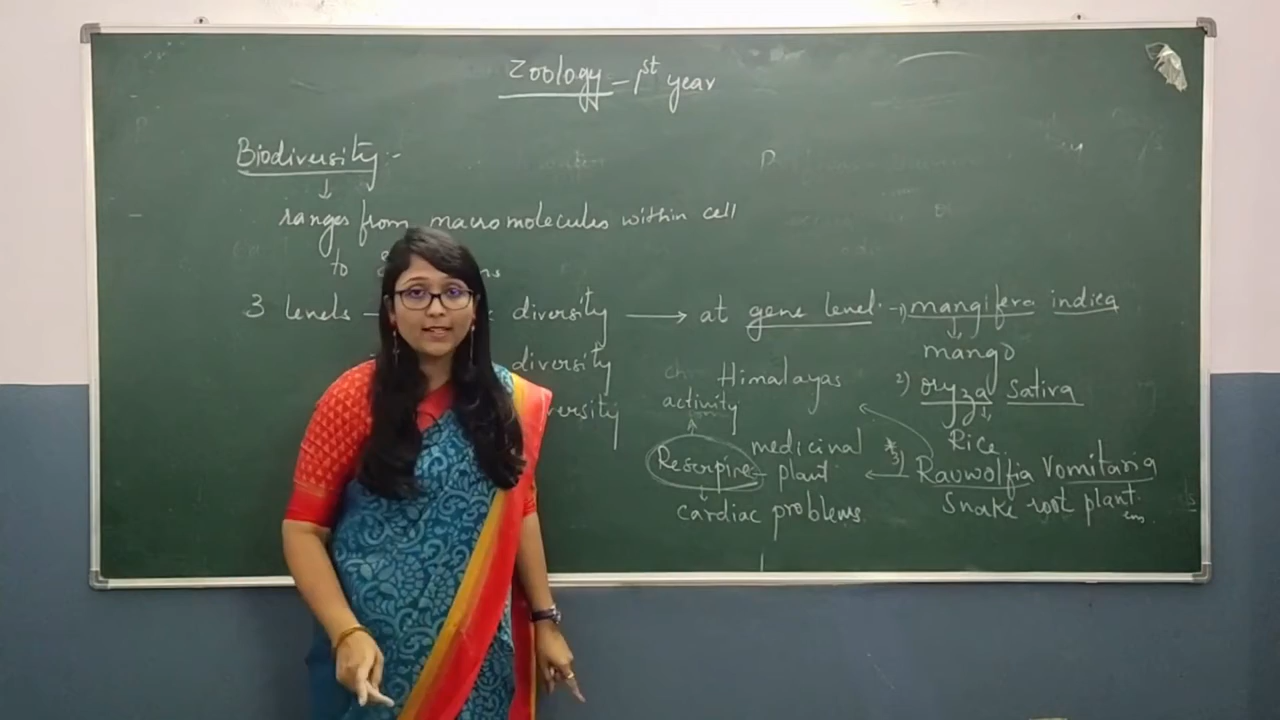 Zoology - 1st year
Biodiversity:-
↓
ranges from macromolecules within cell
to
3 levels - diversity → at gene level. → 1) mangifera indica
↓
mango
diversity
2) oryza Sativa
↓
Rice
Himalayas
activity
↑
Reserpine - medicinal plant ← * 3) Rauwolfia Vomitaria
Snake root plant
↓
cardiac problems.